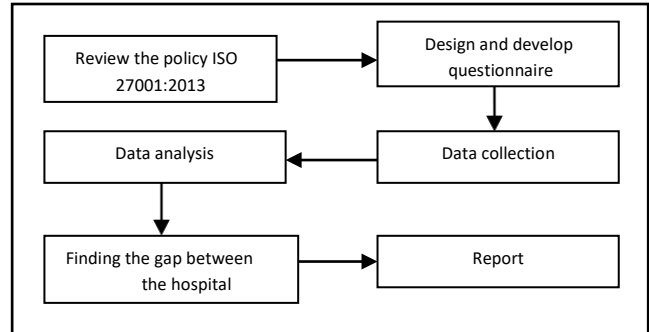 Review the policy ISO
27001:2013
Design and develop
questionnaire
Data analysis
Data collection
Finding the gap between
the hospital
Report